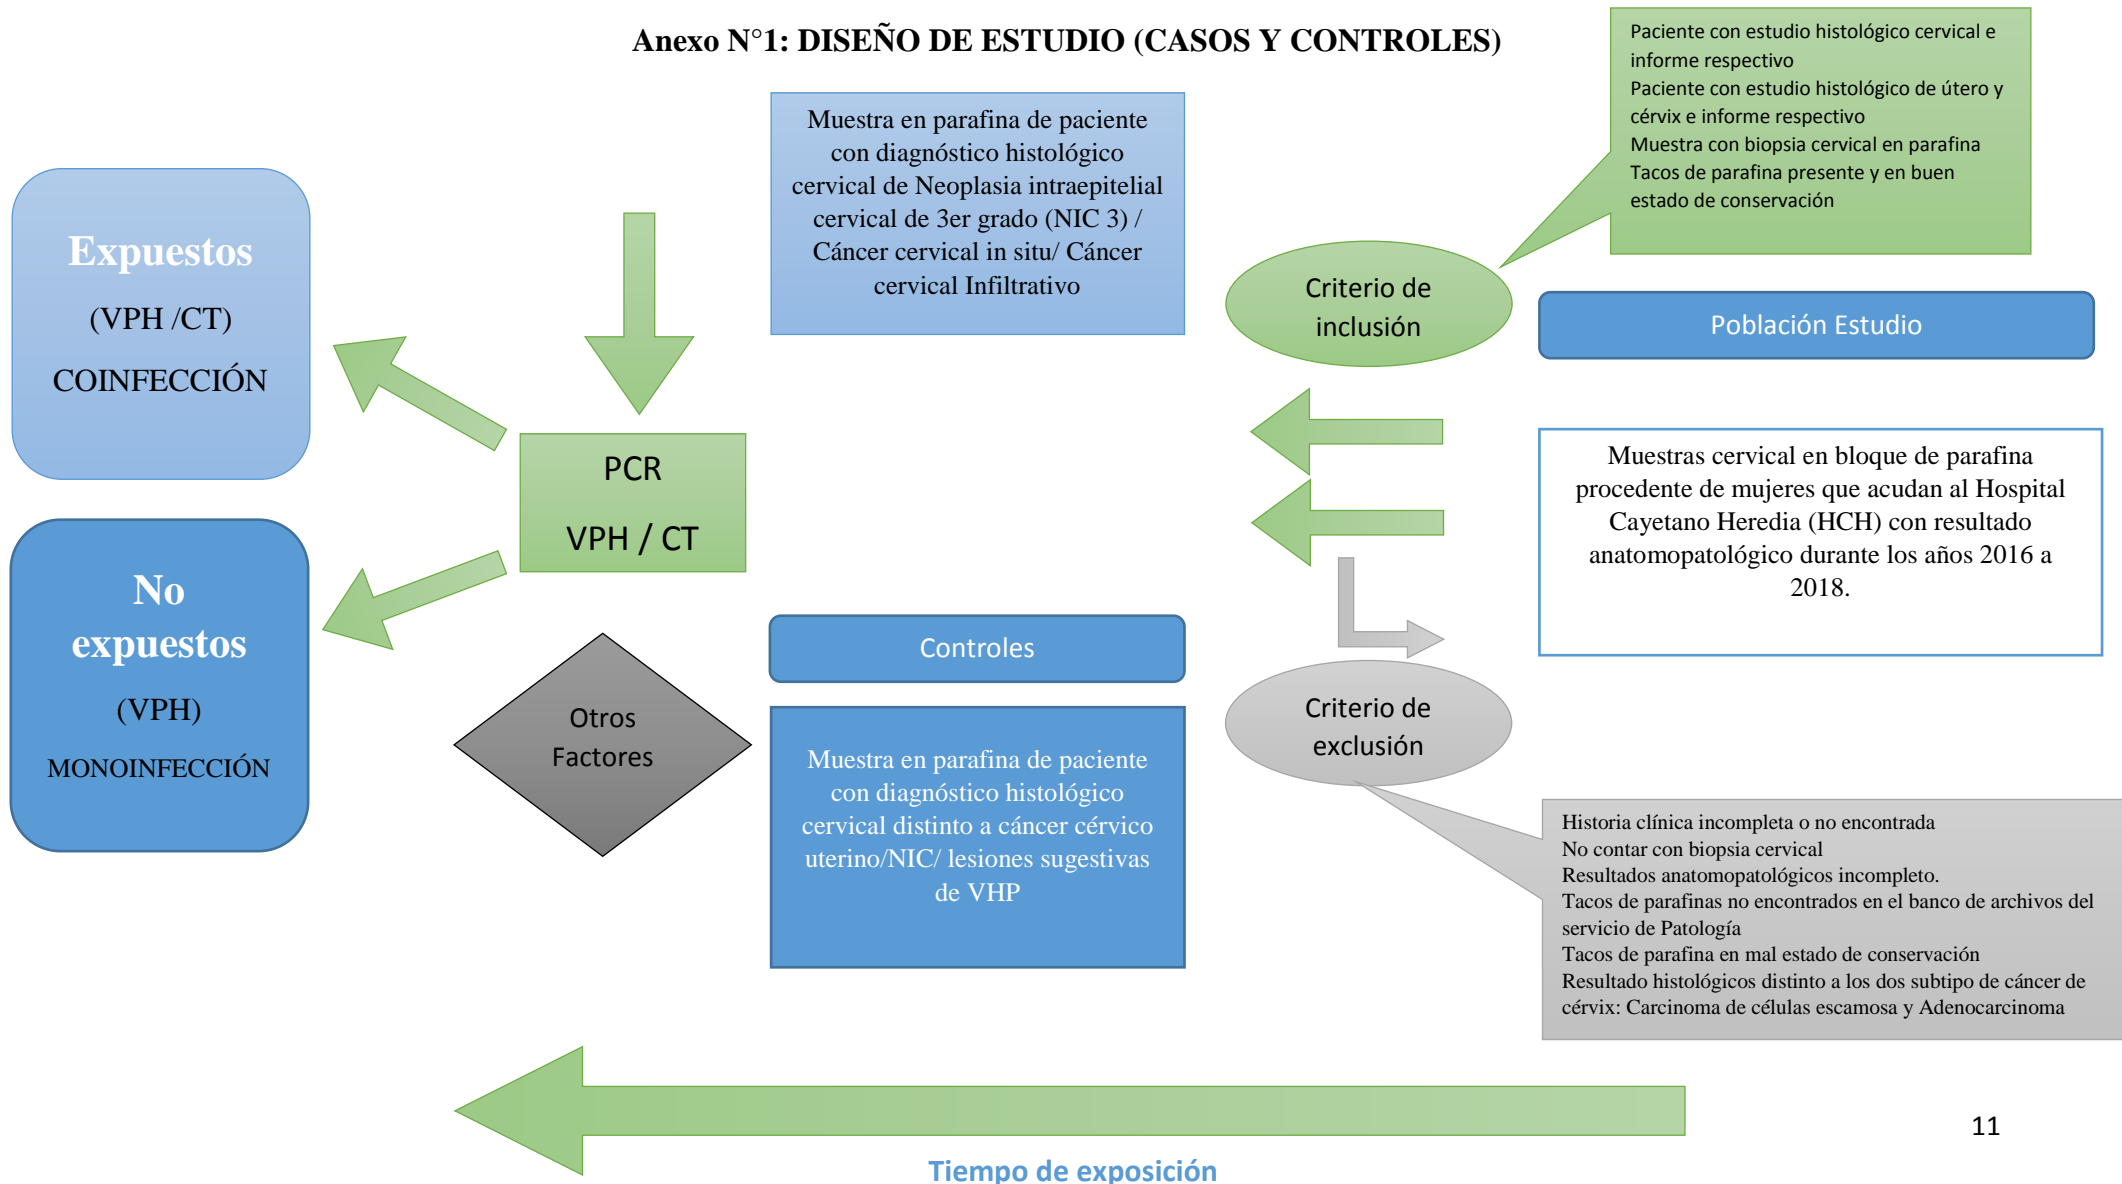 Anexo N°1: DISEÑO DE ESTUDIO (CASOS Y CONTROLES)
Paciente con estudio histológico cervical e
informe respectivo
Paciente con estudio histológico de útero y
cérvix e informe respectivo
Muestra con biopsia cervical en parafina
Tacos de parafina presente y en buen
estado de conservación
Muestra en parafina de paciente
con diagnóstico histológico
cervical de Neoplasia intraepitelial
cervical de 3er grado (NIC 3) /
Cáncer cervical in situ/ Cáncer
cervical Infiltrativo
Expuestos
(VPH /CT)
COINFECCIÓN
Criterio de
inclusión
Población Estudio
PCR
VPH / CT
Muestras cervical en bloque de parafina
procedente de mujeres que acudan al Hospital
Cayetano Heredia (HCH) con resultado
anatomopatológico durante los años 2016 a
2018.
No
expuestos
(VPH)
MONOINFECCIÓN
Otros
Factores
Controles
Muestra en parafina de paciente
con diagnóstico histológico
cervical distinto a cáncer cérvico
uterino/NIC/ lesiones sugestivas
de VHP
Criterio de
exclusión
Historia clínica incompleta o no encontrada
No contar con biopsia cervical
Resultados anatomopatológicos incompleto.
Tacos de parafinas no encontrados en el banco de archivos del
servicio de Patología
Tacos de parafina en mal estado de conservación
Resultado histológicos distinto a los dos subtipo de cáncer de
cérvix: Carcinoma de células escamosa y Adenocarcinoma
11
Tiempo de exposición